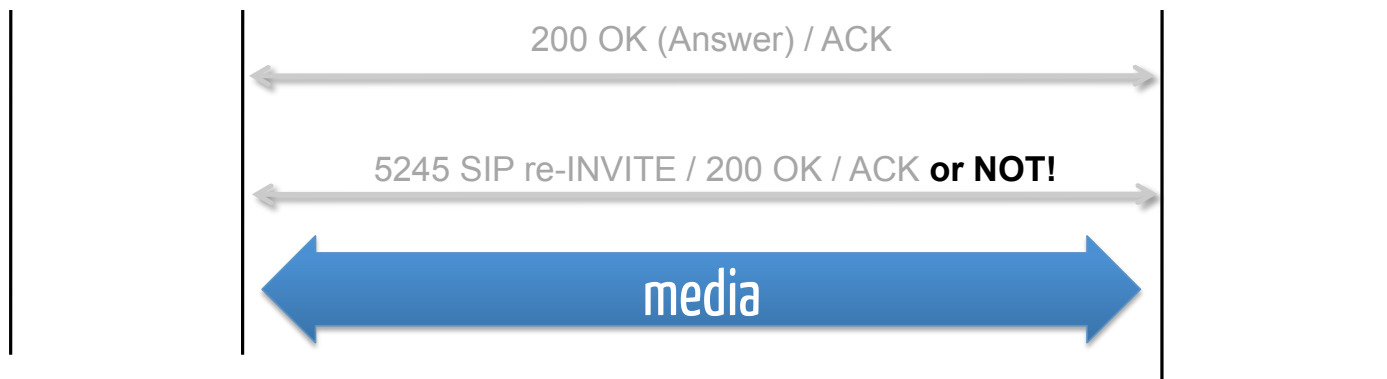 200 OK (Answer) / ACK
5245 SIP re-INVITE / 200 OK / ACK or NOT!
media